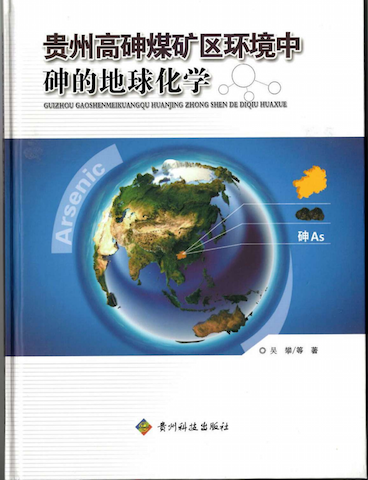 贵州高砷煤矿区环境中
砷的地球化学
GUIZHOU GAOSHENMEIKUANGQU HUANJING ZHONG SHEN DE DIQIU HUAXUE
Arsenic
砷 As
吴 攀/等 著
贵州科技出版社